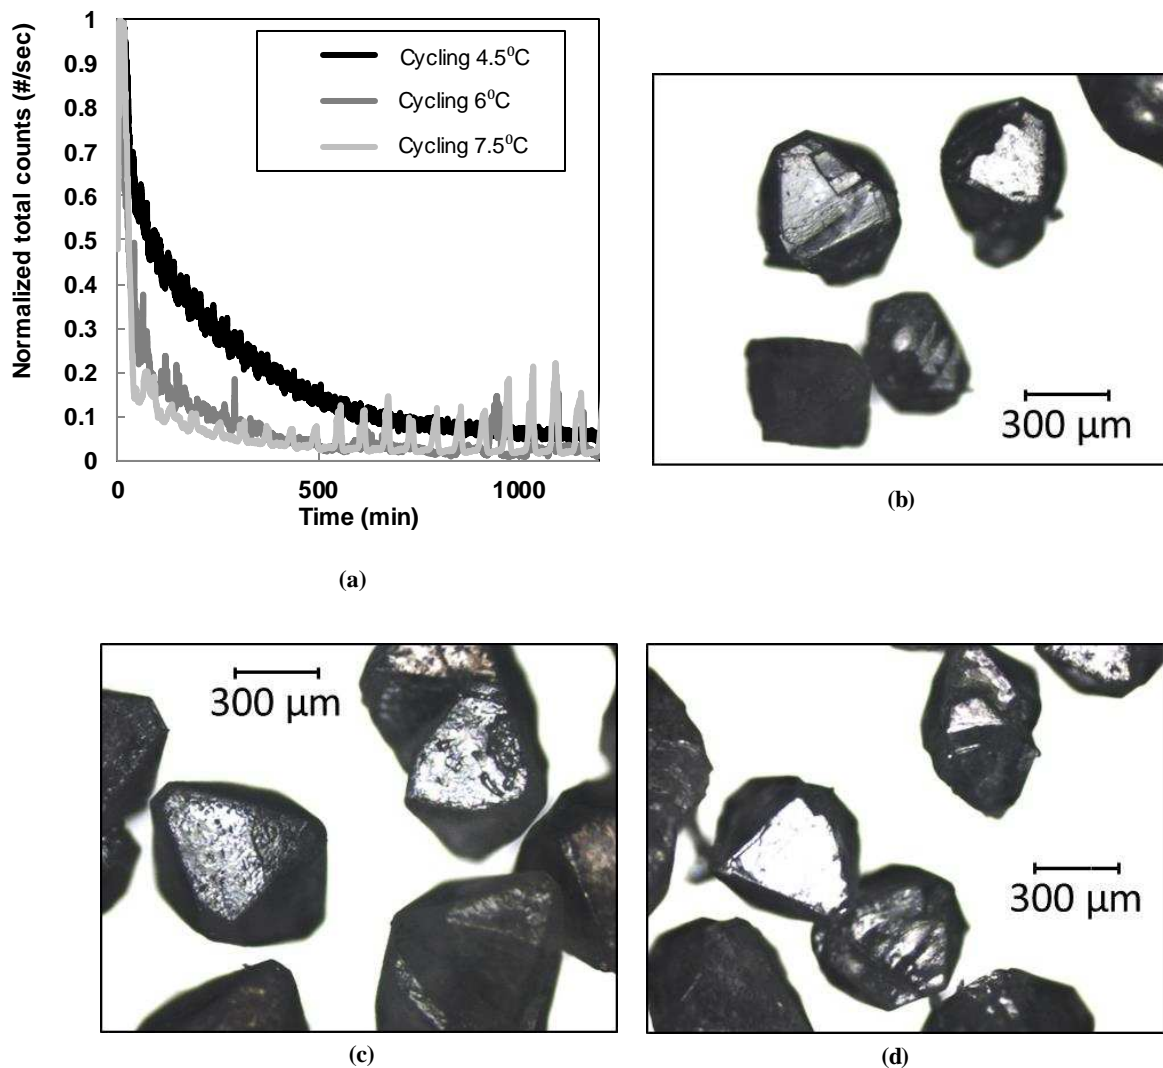 Normalized total counts (#/sec)
1
0.9
0.8
0.7
0.6
0.5
0.4
0.3
0.2
0.1
0
Cycling 4.5⁰C
Cycling 6⁰C
Cycling 7.5⁰C
0 500 1000
Time (min)
(a)
300 µm
(b)
300 µm
(c)
300 µm
(d)